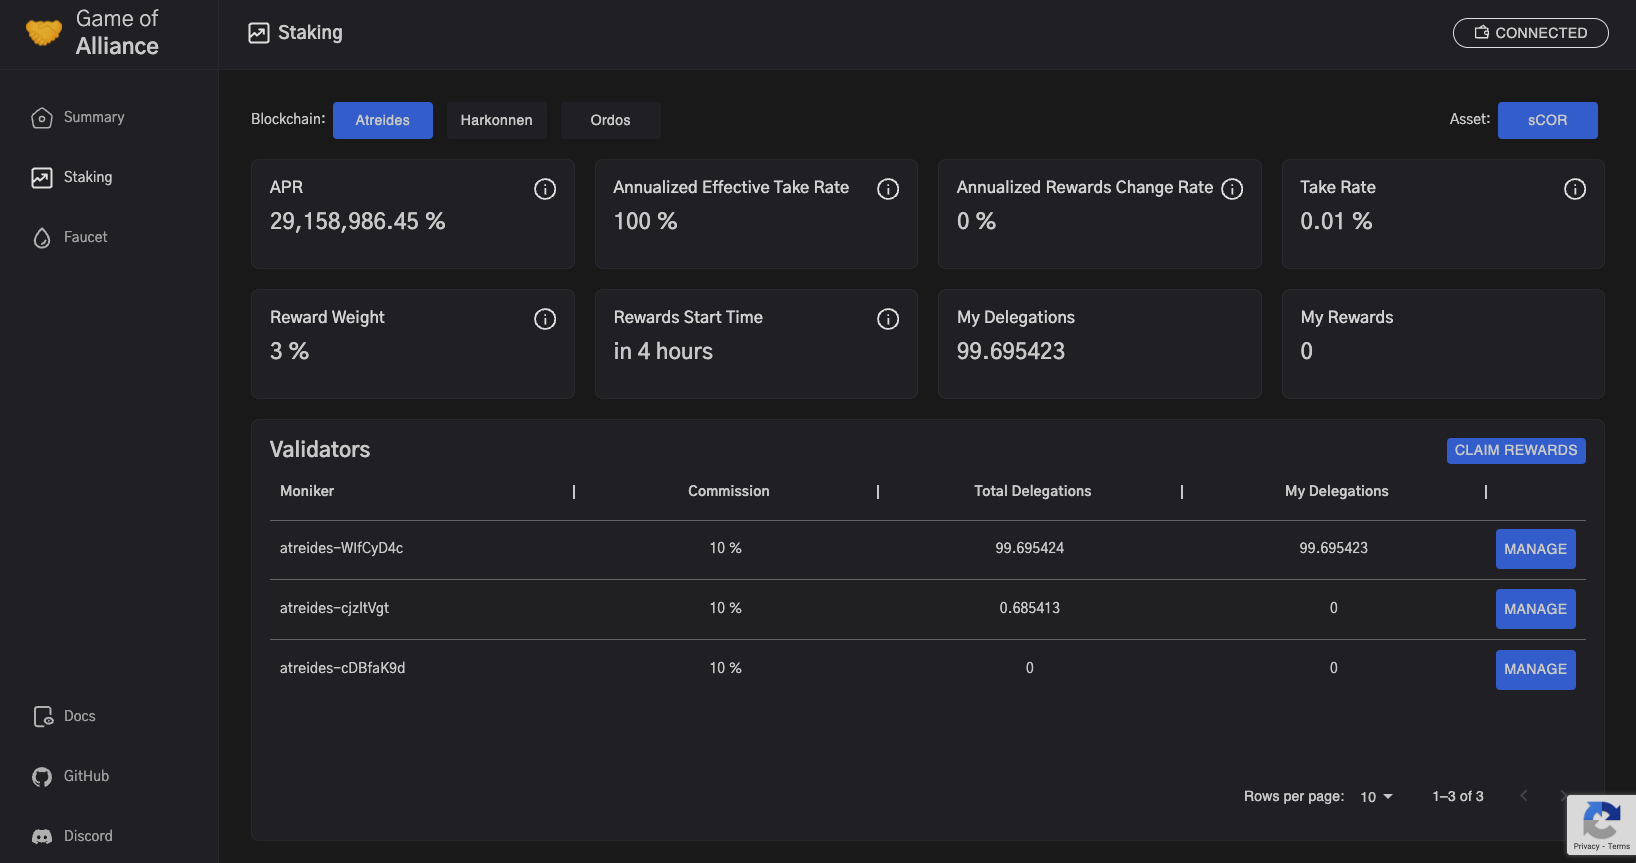 Game of
Alliance
Staking
CONNECTED
Summary
Staking
Faucet
Docs
GitHub
Discord
Blockchain: Atreides Harkonnen Ordos Asset: sCOR
APR
29,158,986.45 %
Annualized Effective Take Rate
100 %
Annualized Rewards Change Rate
0 %
Take Rate
0.01 %
Reward Weight
3 %
Rewards Start Time
in 4 hours
My Delegations
99.695423
My Rewards
0
Validators CLAIM REWARDS
Moniker Commission Total Delegations My Delegations
atreides-WIfCyD4c 10 % 99.695424 99.695423 MANAGE
atreides-cjzItVgt 10 % 0.685413 0 MANAGE
atreides-cDBfaK9d 10 % 0 0 MANAGE
Rows per page: 10 1–3 of 3
Privacy - Terms